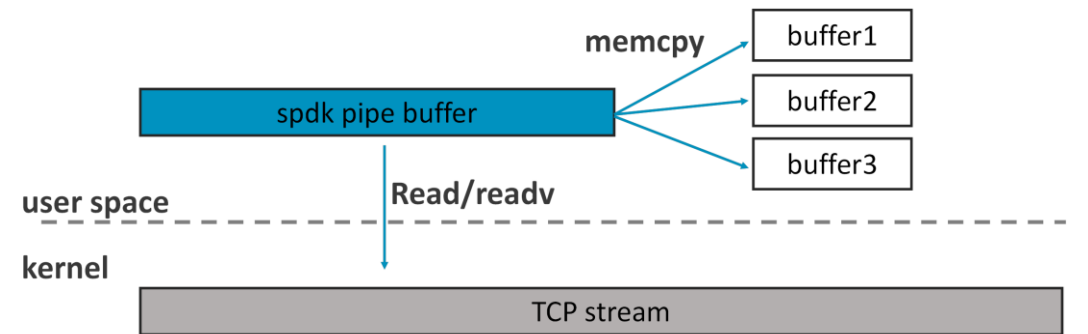 memcpy
buffer1
buffer2
buffer3
spdk pipe buffer
Read/readv
user space
kernel
TCP stream